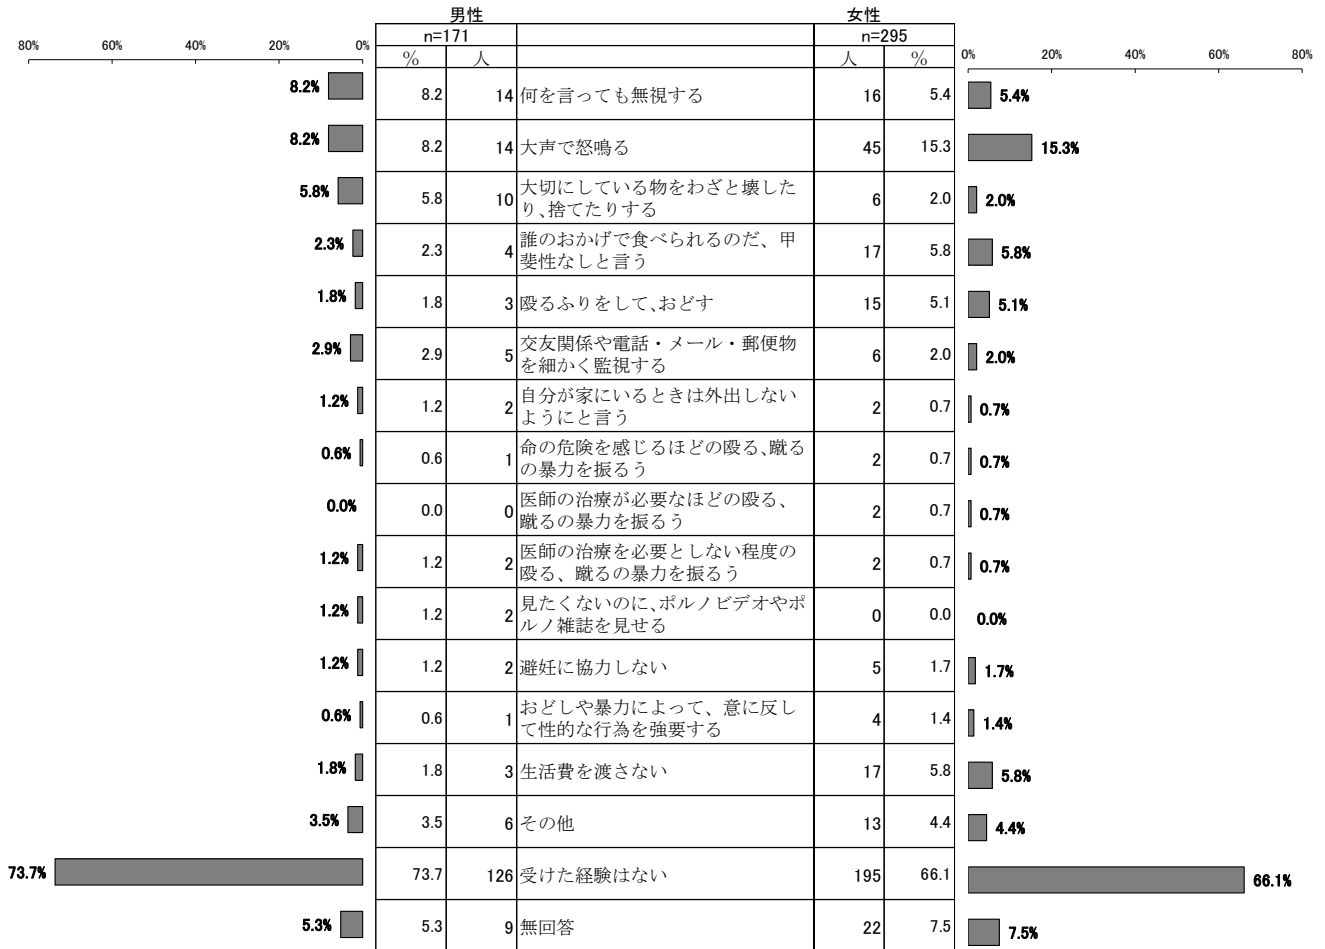 男性 女性
n=171 n=295
80% 60% 40% 20% 0% % 人 人 % 0% 20% 40% 60% 80%
8.2% 8.2 14 何を言っても無視する 16 5.4 5.4%
8.2% 8.2 14 大声で怒鳴る 45 15.3 15.3%
5.8% 5.8 10 大切にしている物をわざと壊した
り、捨てたりする 6 2.0 2.0%
2.3% 2.3 4 誰のおかげで食べられるのだ、甲
斐性なしと言う 17 5.8 5.8%
1.8% 1.8 3 殴るふりをして、おどす 15 5.1 5.1%
2.9% 2.9 5 交友関係や電話・メール・郵便物
を細かく監視する 6 2.0 2.0%
1.2% 1.2 2 自分が家にいるときは外出しない
ようにと言う 2 0.7 0.7%
0.6% 0.6 1 命の危険を感じるほどの殴る、蹴る
の暴力を振るう 2 0.7 0.7%
0.0% 0.0 0 医師の治療が必要なほどの殴る、
蹴るの暴力を振るう 2 0.7 0.7%
1.2% 1.2 2 医師の治療を必要としない程度の
殴る、蹴るの暴力を振るう 2 0.7 0.7%
1.2% 1.2 2 見たくないのに、ポルノビデオやポ
ルノ雑誌を見せる 0 0.0 0.0%
1.2% 1.2 2 避妊に協力しない 5 1.7 1.7%
0.6% 0.6 1 おどしや暴力によって、意に反し
て性的な行為を強要する 4 1.4 1.4%
1.8% 1.8 3 生活費を渡さない 17 5.8 5.8%
3.5% 3.5 6 その他 13 4.4 4.4%
73.7% 73.7 126 受けた経験はない 195 66.1 66.1%
5.3% 5.3 9 無回答 22 7.5 7.5%